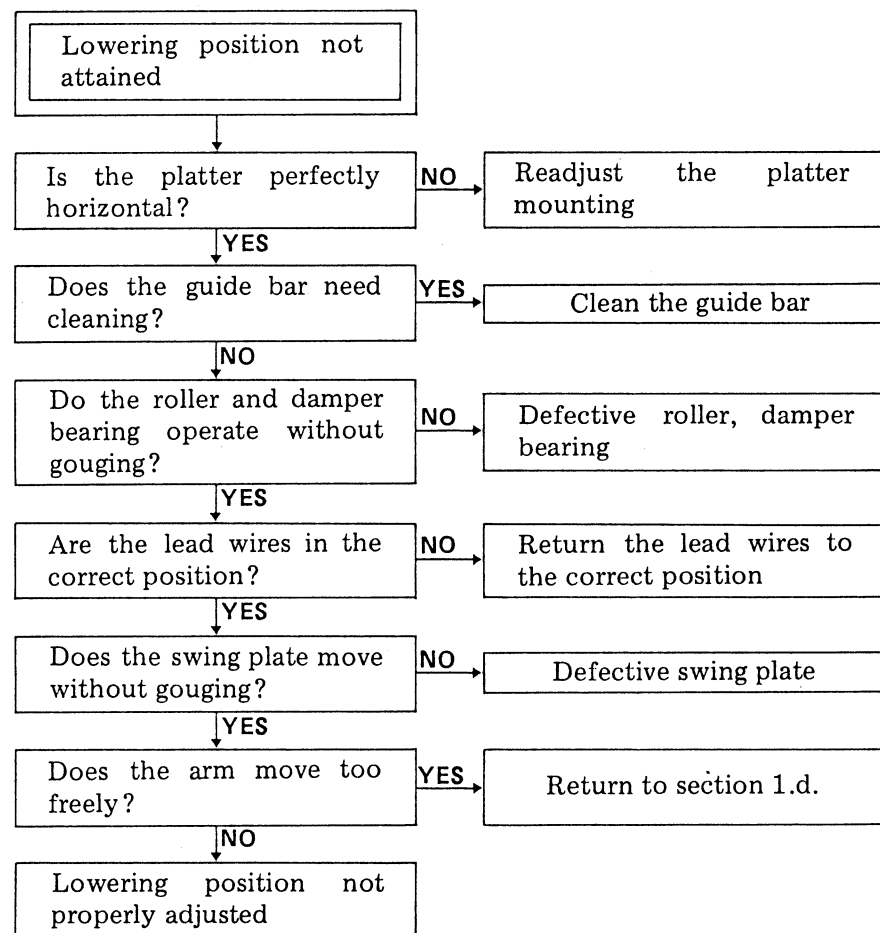 Lowering position not
attained
Is the platter perfectly
horizontal?
NO
Readjust the platter
mounting
YES
Does the guide bar need
cleaning?
YES
Clean the guide bar
NO
Do the roller and damper
bearing operate without
gouging?
NO
Defective roller, damper
bearing
YES
Are the lead wires in the
correct position?
NO
Return the lead wires to
the correct position
YES
Does the swing plate move
without gouging?
NO
Defective swing plate
YES
Does the arm move too
freely?
YES
Return to section 1.d.
NO
Lowering position not
properly adjusted